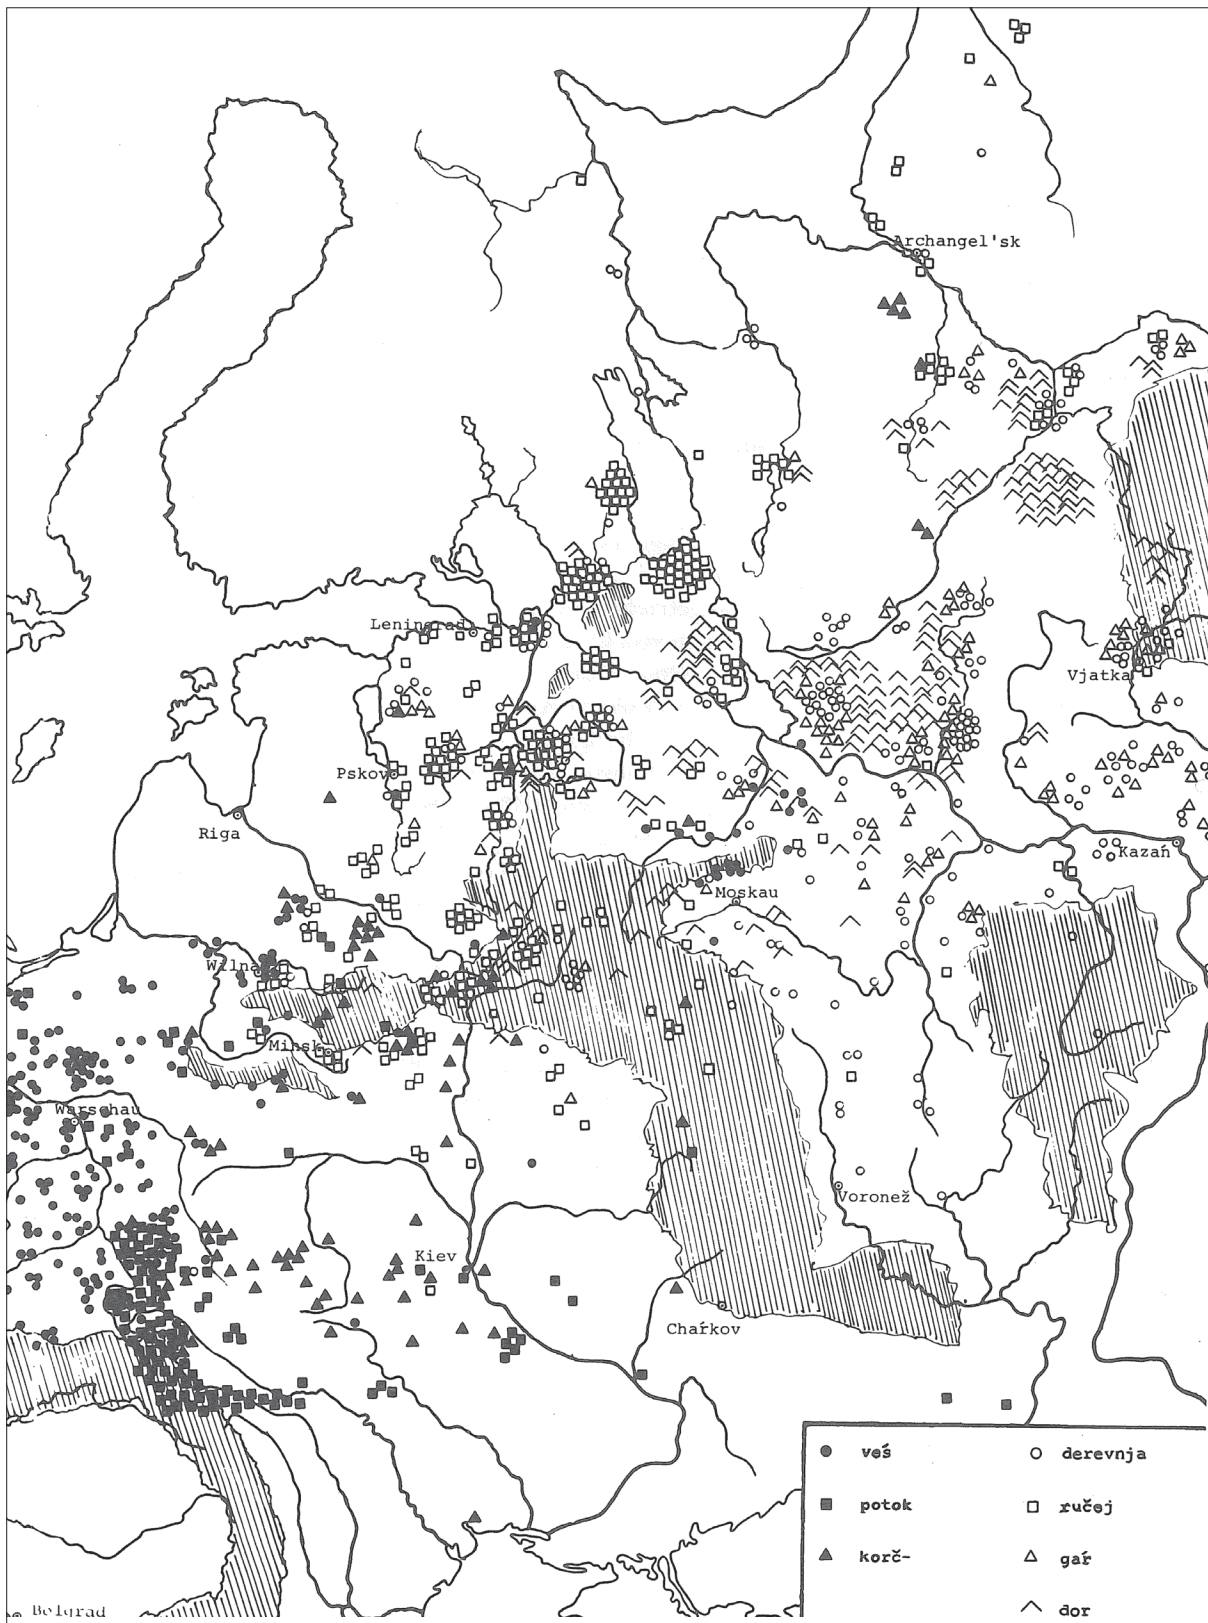 Archangel'sk
Leningrad
Vjatka
Pskov
Riga
Kazań
Moskau
Wilna
Minsk
Warschau
Voronež
Kiev
Chaŕkov
veś
derevnja
potok
ručej
korč-
gaŕ
dor
Belgrad